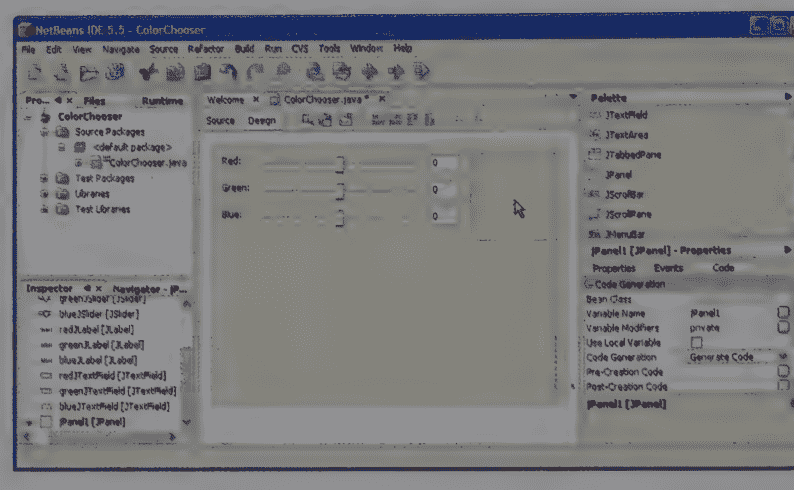 NetBeans IDE 5.5 - ColorChooser
File Edit View Navigate Source Refactor Build Run CVS Tools Window Help
Pro... Files Runtime
ColorChooser
Source Packages
<default package>
ColorChooser.java
Test Packages
Libraries
Test Libraries
Inspector Navigator - jP...
greenJSlider [JSlider]
blueJSlider [JSlider]
redJLabel [JLabel]
greenJLabel [JLabel]
blueJLabel [JLabel]
redJTextField [JTextField]
greenJTextField [JTextField]
blueJTextField [JTextField]
jPanel1 [JPanel]
Welcome x ColorChooser.java * x
Source Design
Red: 0
Green: 0
Blue: 0
Palette
JTextField
JTextArea
JTabbedPane
JPanel
JScrollBar
JScrollPane
JMenuBar
jPanel1 [JPanel] - Properties
Properties Events Code
Code Generation
Bean Class
Variable Name jPanel1
Variable Modifiers private
Use Local Variable
Code Generation Generate Code
Pre-Creation Code
Post-Creation Code
jPanel1 [JPanel]